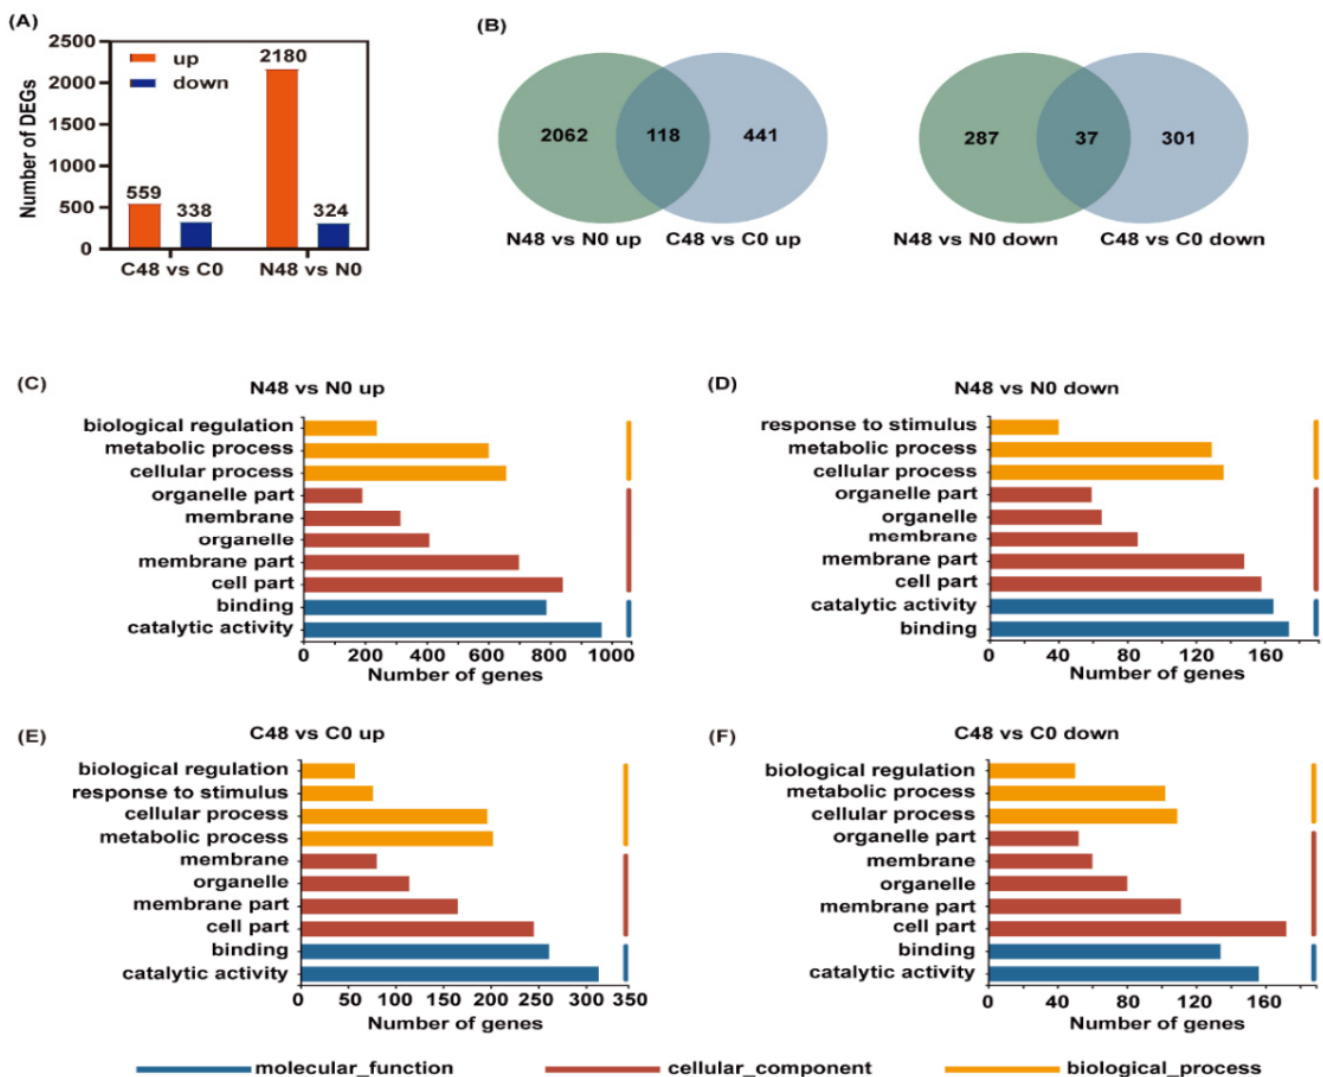 (A)
2500
2000
1500
1000
500
0
Number of DEGs
up
down
559
338
2180
324
C48 vs C0
N48 vs N0
(B)
2062
118
441
N48 vs N0 up
C48 vs C0 up
287
37
301
N48 vs N0 down
C48 vs C0 down
(C)
N48 vs N0 up
biological regulation
metabolic process
cellular process
organelle part
membrane
organelle
membrane part
cell part
binding
catalytic activity
0 200 400 600 800 1000
Number of genes
(D)
N48 vs N0 down
response to stimulus
metabolic process
cellular process
organelle part
organelle
membrane
membrane part
cell part
catalytic activity
binding
0 40 80 120 160
Number of genes
(E)
C48 vs C0 up
biological regulation
response to stimulus
cellular process
metabolic process
membrane
organelle
membrane part
cell part
binding
catalytic activity
0 50 100 150 200 250 300 350
Number of genes
(F)
C48 vs C0 down
biological regulation
metabolic process
cellular process
organelle part
membrane
organelle
membrane part
cell part
binding
catalytic activity
0 40 80 120 160
Number of genes
molecular_function
cellular_component
biological_process